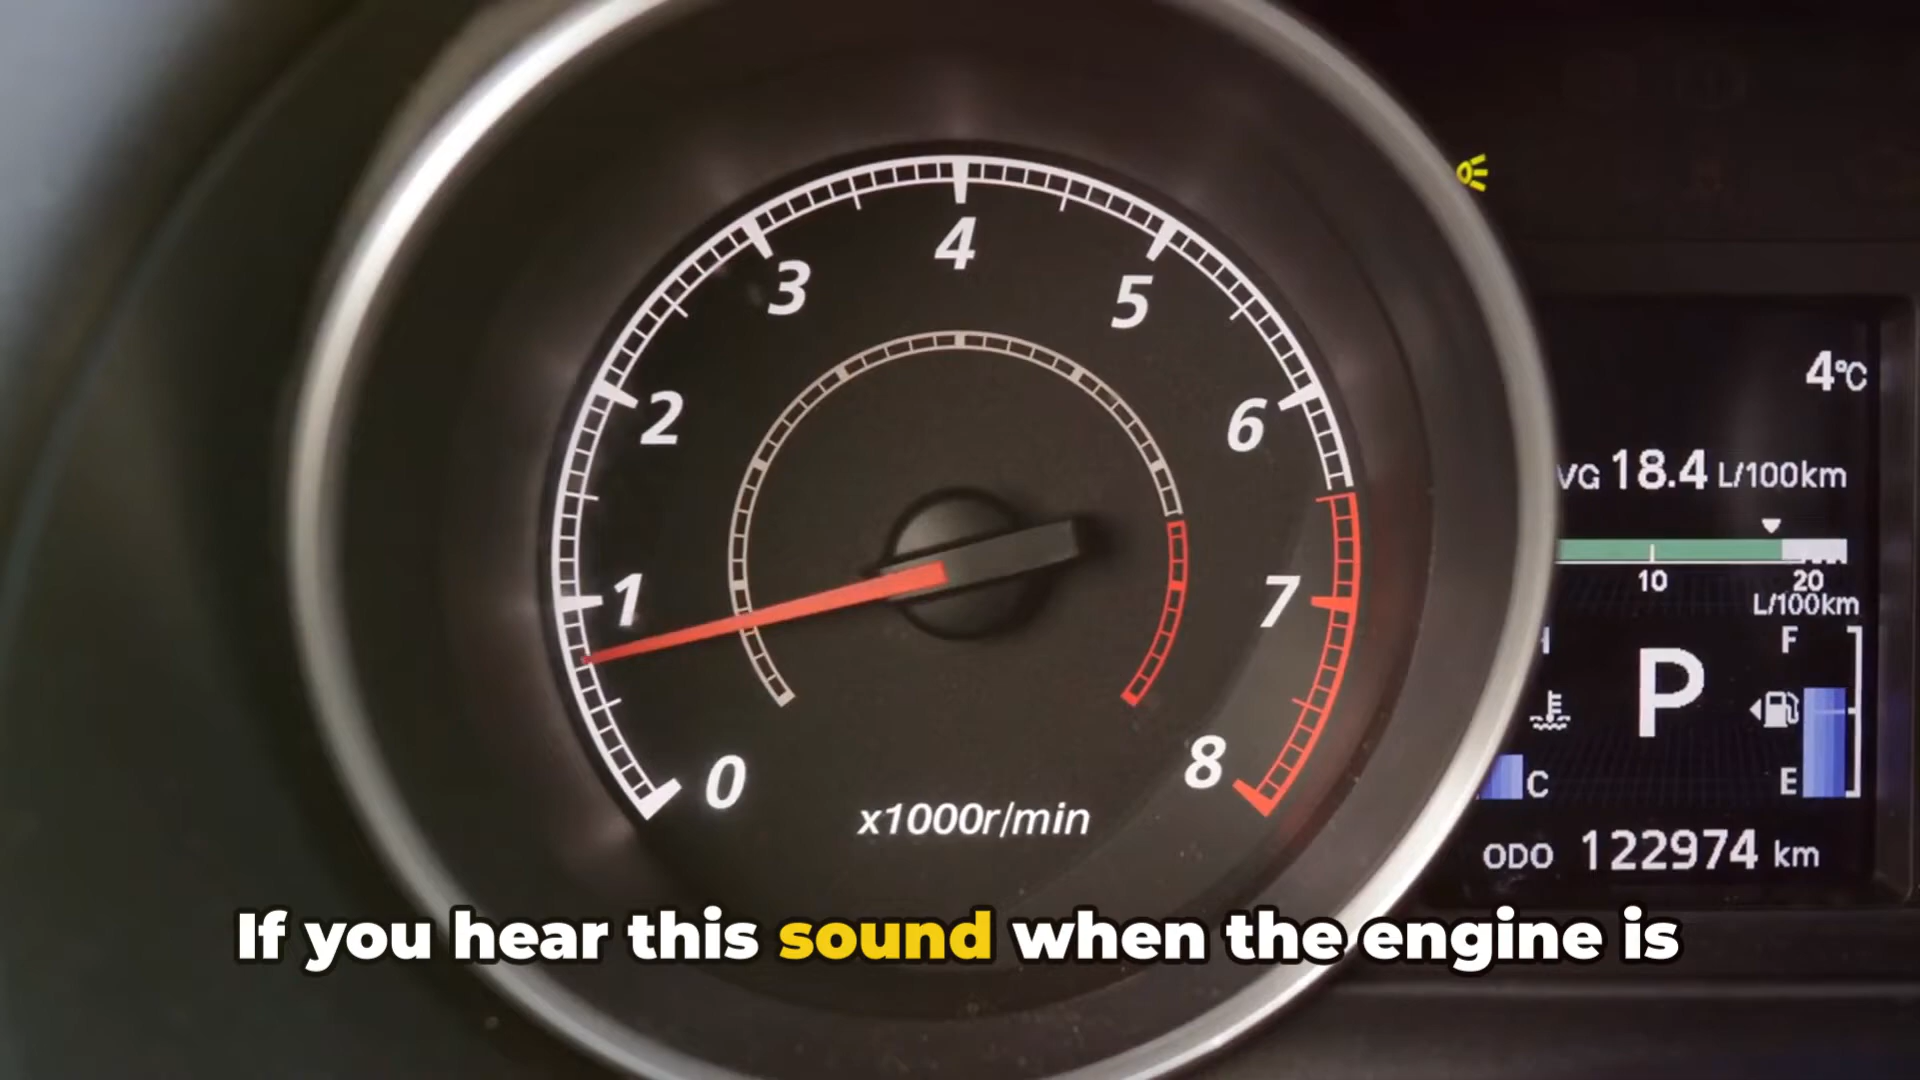 4
3
5
2
6
1
7
0
8
x1000r/min
4°C
VG 18.4 L/100km
10
20
L/100km
H
F
P
C
E
ODO 122974 km
If you hear this sound when the engine is